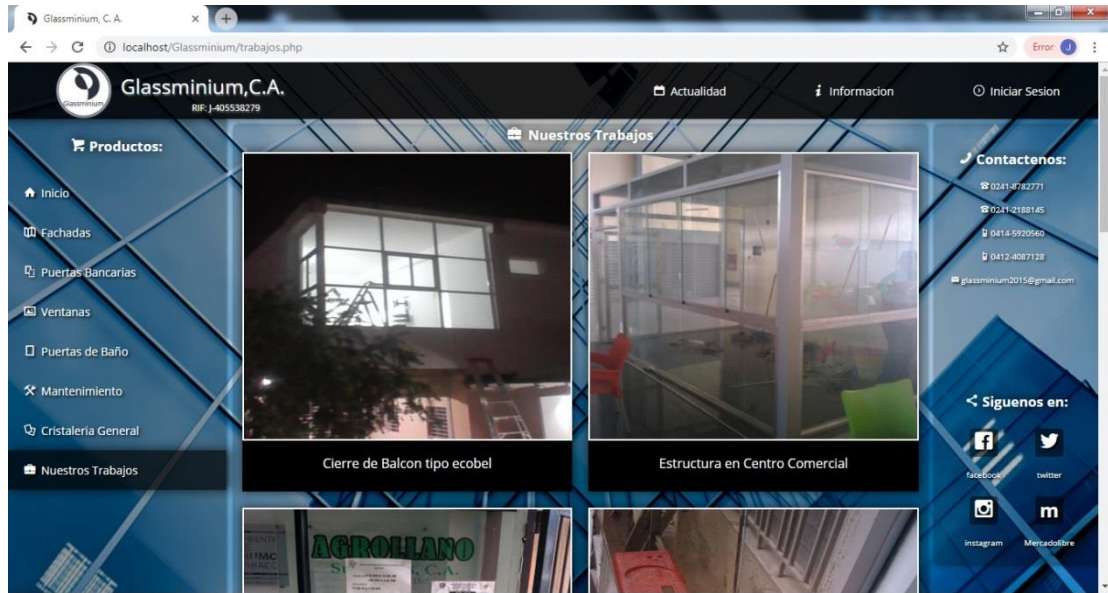 Glassminium, C. A.
localhost/Glassminium/trabajos.php
Error
J
Glassminium
Glassminium,C.A.
RIF: J-405538279
Actualidad
Informacion
Iniciar Sesion
Productos:
Inicio
Fachadas
Puertas Bancarias
Ventanas
Puertas de Baño
Mantenimiento
Cristaleria General
Nuestros Trabajos
Nuestros Trabajos
Cierre de Balcon tipo ecobel
Estructura en Centro Comercial
AGROLLANO
C.A.
Contactenos:
0241-8782771
0241-2188145
0414-5920560
0412-4087128
glassminium2015@gmail.com
Siguenos en:
facebook
twitter
instagram
m
Mercadolibre